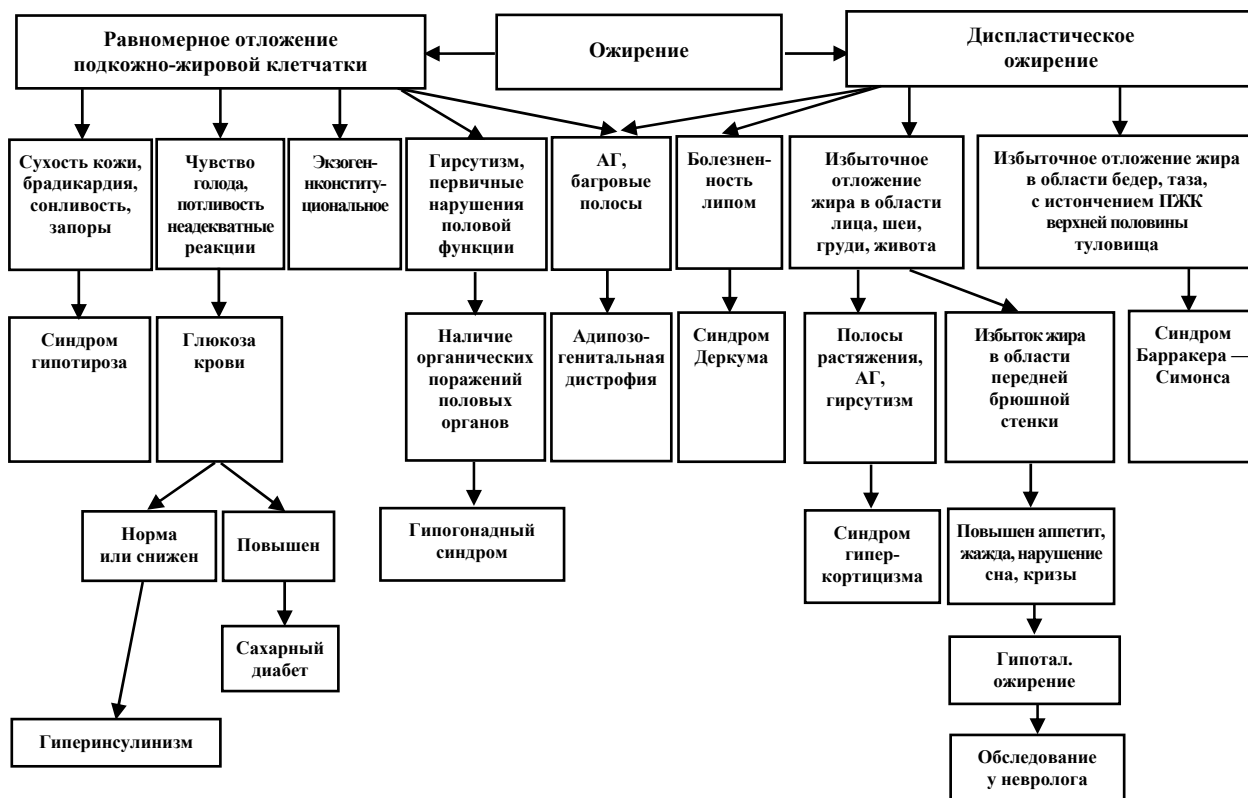 Равномерное отложение
подкожно-жировой клетчатки
Ожирение
Диспластическое
ожирение
Сухость кожи,
брадикардия,
сонливость,
запоры
Чувство
голода,
потливость
неадекватные
реакции
Экзоген-
нконституци-
циональное
Гирсутизм,
первичные
нарушения
половой
функции
АГ,
багровые
полосы
Болезнен-
ность
липом
Избыточное
отложение
жира в области
лица, шеи,
груди, живота
Избыточное отложение жира
в области бедер, таза,
с истончением ПЖК
верхней половины
туловища
Синдром
гипотироза
Глюкоза
крови
Наличие
органических
поражений
половых
органов
Адипозо-
генитальная
дистрофия
Синдром
Деркума
Полосы
растяжения,
АГ,
гирсутизм
Избыток жира
в области
передней
брюшной
стенки
Синдром
Барракера —
Симонса
Норма
или снижен
Повышен
Гипогонадный
синдром
Синдром
гипер-
кортицизма
Повышен аппетит,
жажда, нарушение
сна, кризы
Сахарный
диабет
Гипотал.
ожирение
Гиперинсулинизм
Обследование
у невролога